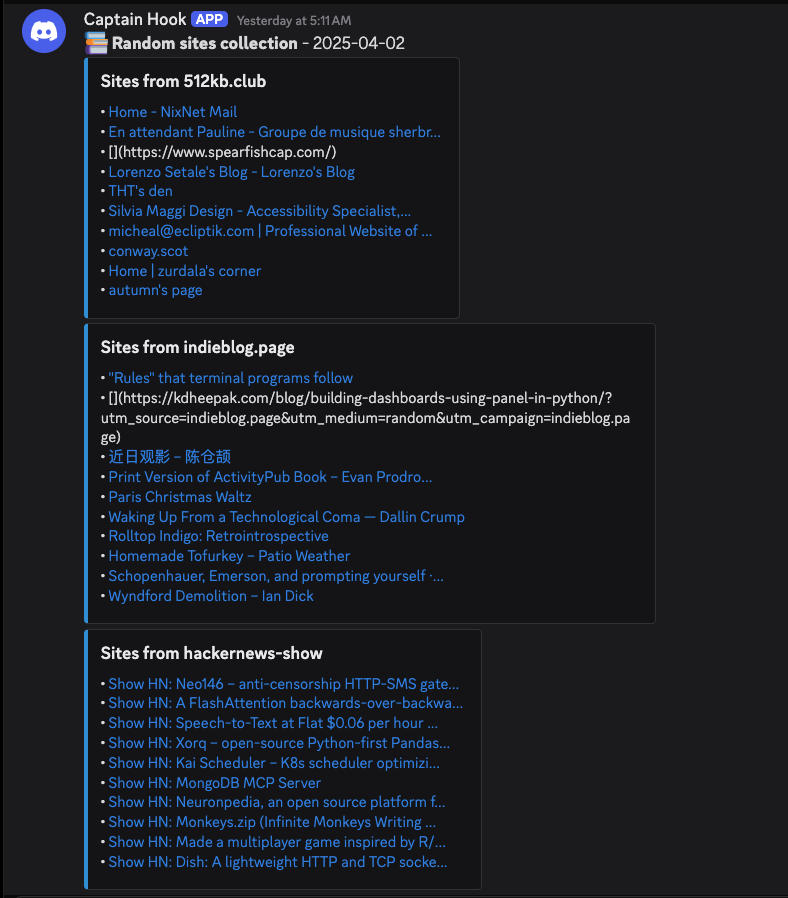 Captain Hook APP Yesterday at 5:11 AM
Random sites collection - 2025-04-02
Sites from 512kb.club
• Home - NixNet Mail
• En attendant Pauline - Groupe de musique sherbr...
• [](https://www.spearfishcap.com/)
• Lorenzo Setale's Blog - Lorenzo's Blog
• THT's den
• Silvia Maggi Design - Accessibility Specialist,...
• micheal@ecliptik.com | Professional Website of ...
• conway.scot
• Home | zurdala's corner
• autumn's page
Sites from indieblog.page
• "Rules" that terminal programs follow
• [](https://kdheepak.com/blog/building-dashboards-using-panel-in-python/?
utm_source=indieblog.page&utm_medium=random&utm_campaign=indieblog.pa
ge)
• 近日观影 – 陈仓颉
• Print Version of ActivityPub Book – Evan Prodro...
• Paris Christmas Waltz
• Waking Up From a Technological Coma — Dallin Crump
• Rolltop Indigo: Retrointrospective
• Homemade Tofurkey – Patio Weather
• Schopenhauer, Emerson, and prompting yourself ·...
• Wyndford Demolition – Ian Dick
Sites from hackernews-show
• Show HN: Neo146 – anti-censorship HTTP-SMS gate...
• Show HN: A FlashAttention backwards-over-backwa...
• Show HN: Speech-to-Text at Flat $0.06 per hour ...
• Show HN: Xorq – open-source Python-first Pandas...
• Show HN: Kai Scheduler – K8s scheduler optimizi...
• Show HN: MongoDB MCP Server
• Show HN: Neuronpedia, an open source platform f...
• Show HN: Monkeys.zip (Infinite Monkeys Writing ...
• Show HN: Made a multiplayer game inspired by R/...
• Show HN: Dish: A lightweight HTTP and TCP socke...